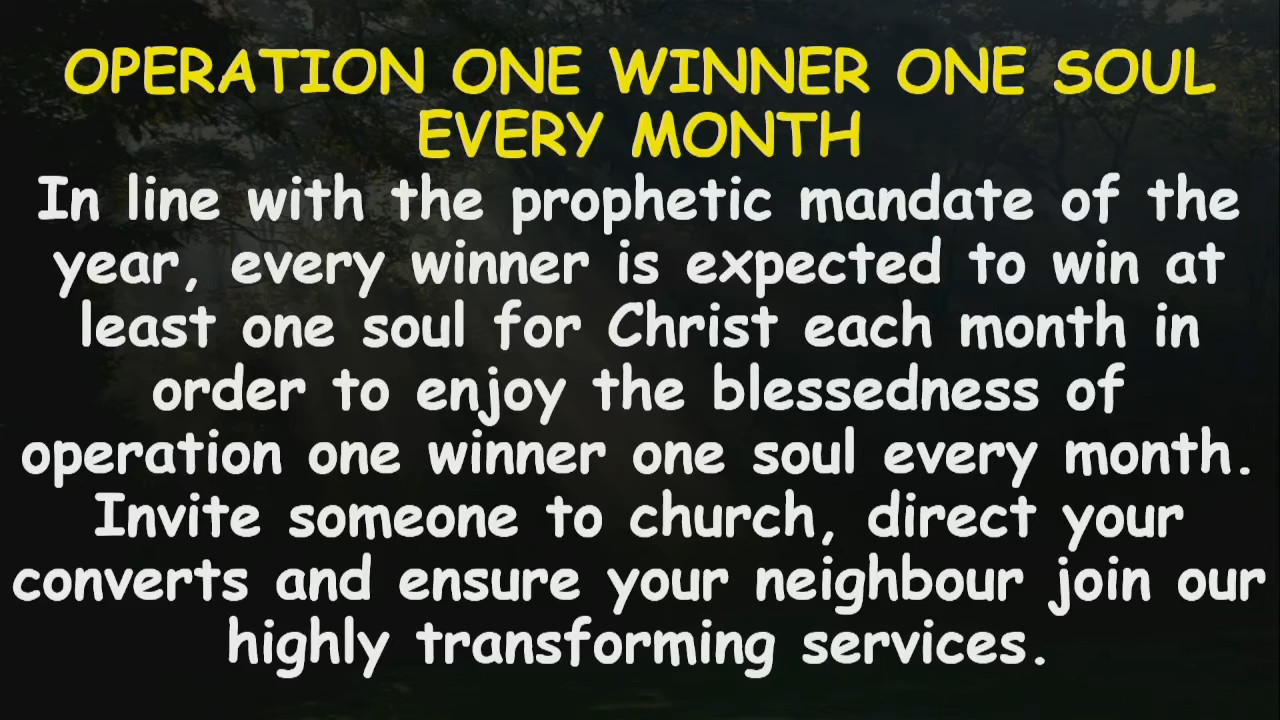 OPERATION ONE WINNER ONE SOUL
EVERY MONTH
In line with the prophetic mandate of the
year, every winner is expected to win at
least one soul for Christ each month in
order to enjoy the blessedness of
operation one winner one soul every month.
Invite someone to church, direct your
converts and ensure your neighbour join our
highly transforming services.